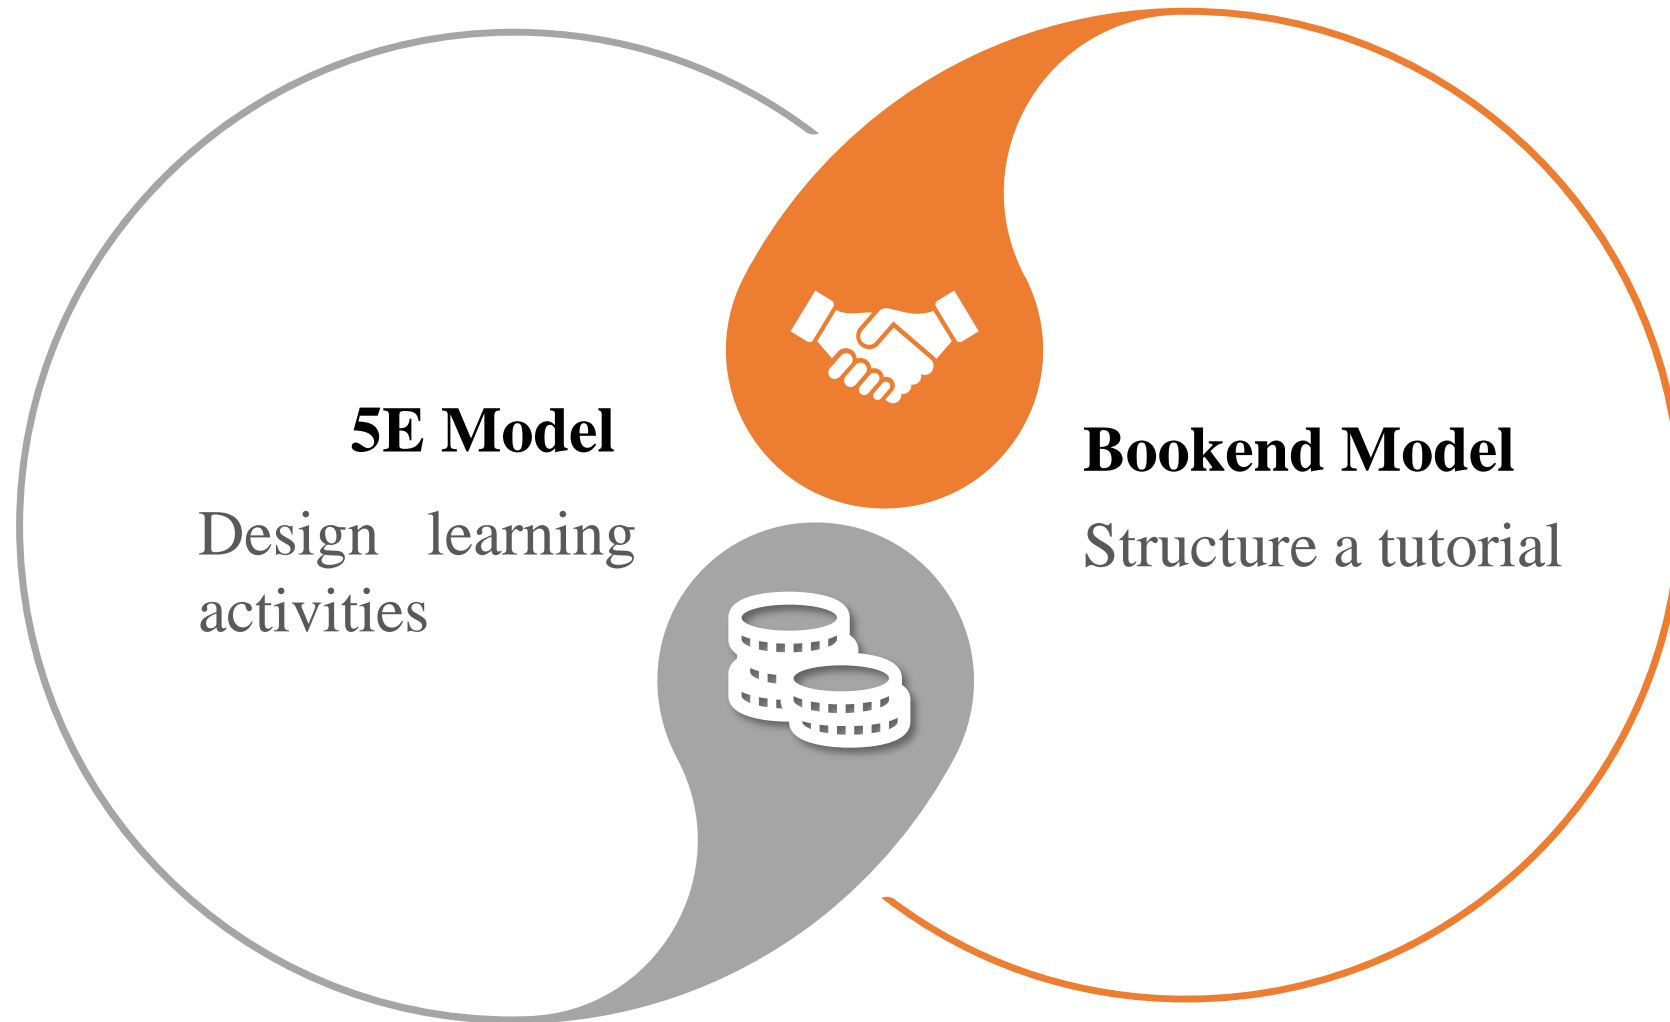 5E Model
Design learning
activities
Bookend Model
Structure a tutorial